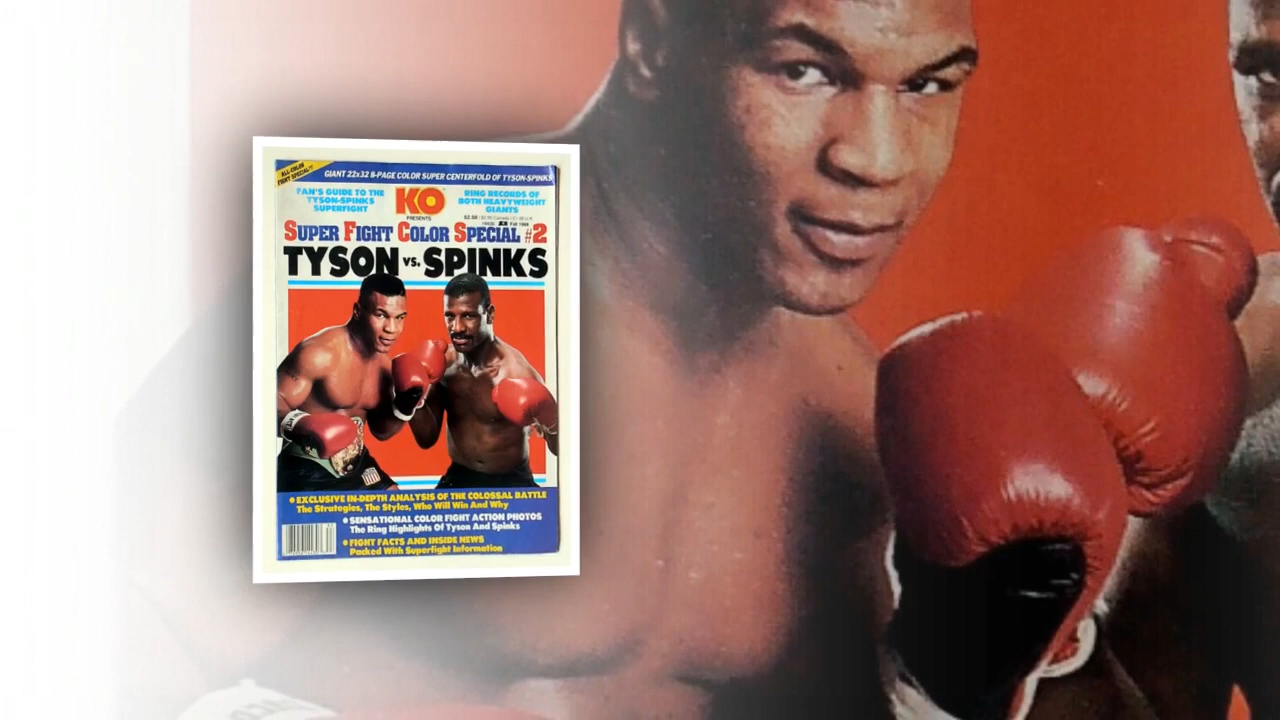 ALL-COLOR
FIGHT SPECIAL!!
GIANT 22x32 8-PAGE COLOR SUPER CENTERFOLD OF TYSON-SPINKS
FAN'S GUIDE TO THE
TYSON-SPINKS
SUPERFIGHT
KO
PRESENTS
RING RECORDS OF
BOTH HEAVYWEIGHT
GIANTS
Fall 1988
SUPER FIGHT COLOR SPECIAL #2
TYSON vs. SPINKS
• EXCLUSIVE IN-DEPTH ANALYSIS OF THE COLOSSAL BATTLE
The Strategies, The Styles, Who Will Win And Why
• SENSATIONAL COLOR FIGHT ACTION PHOTOS
The Ring Highlights Of Tyson And Spinks
• FIGHT FACTS AND INSIDE NEWS
Packed With Superfight Information